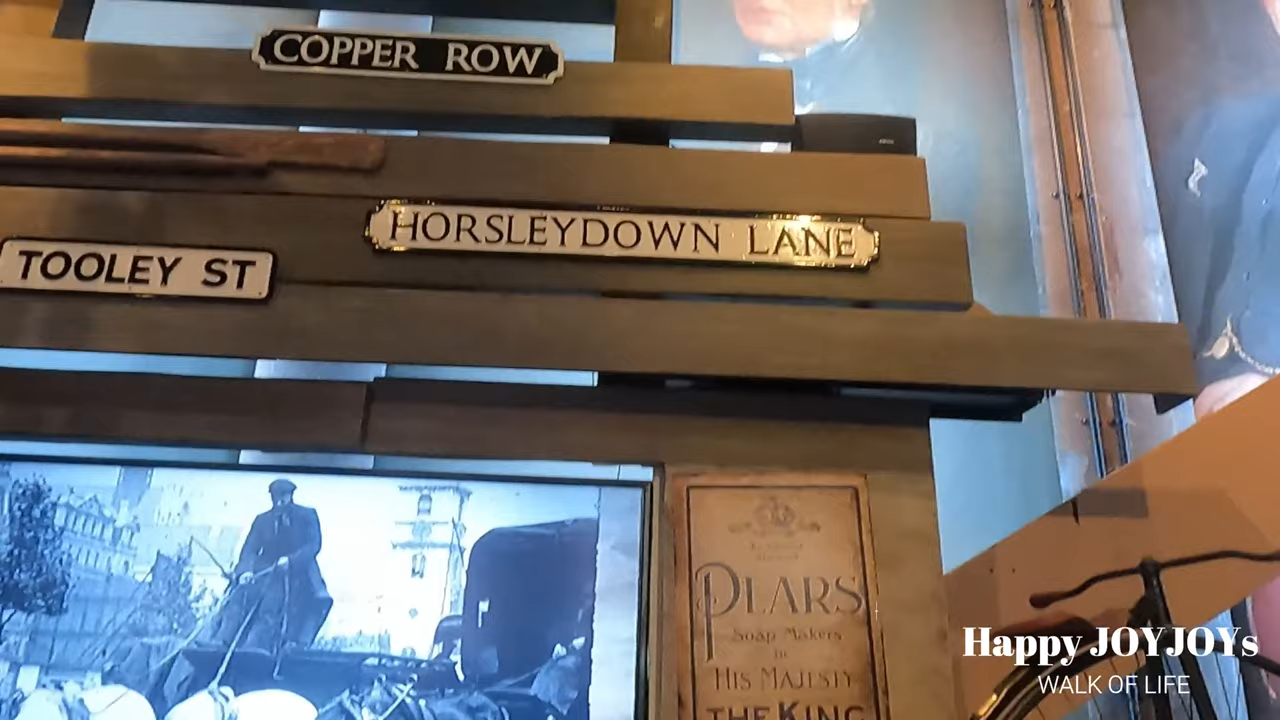 COPPER ROW
HORSLEYDOWN LANE
TOOLEY ST
PEARS
Soap Makers
to
HIS MAJESTY
THE KING
Happy JOYJOYs
WALK OF LIFE